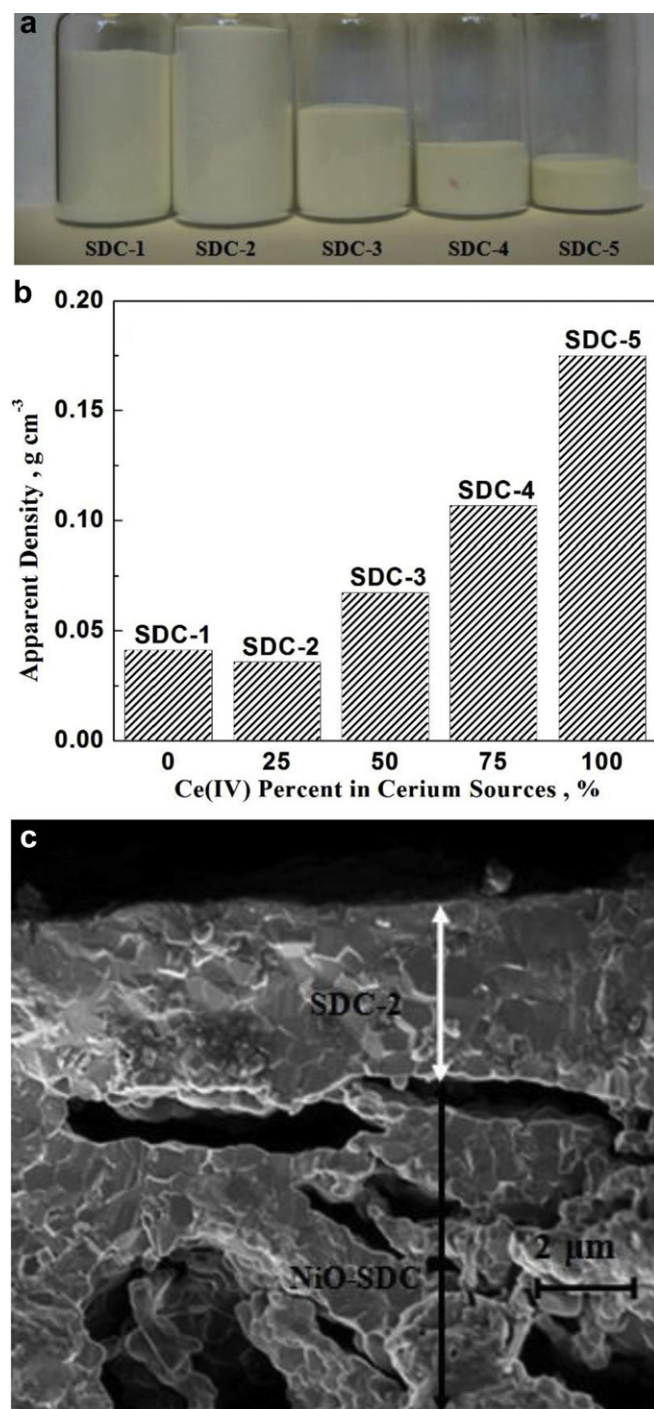 a
SDC-1 SDC-2 SDC-3 SDC-4 SDC-5
b
Apparent Density , g cm⁻³
0.20
0.15
0.10
0.05
0.00
SDC-1
SDC-2
SDC-3
SDC-4
SDC-5
0 25 50 75 100
Ce(IV) Percent in Cerium Sources , %
c
SDC-2
NiO-SDC
2 μm